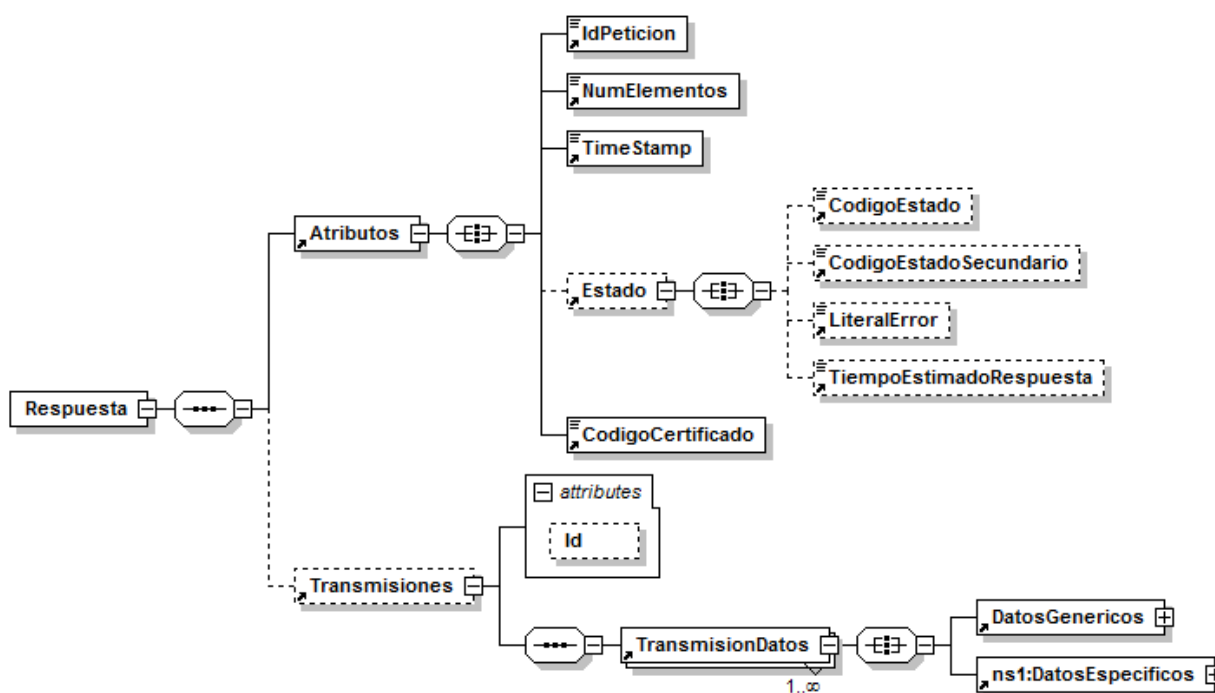 IdPeticion
NumElementos
TimeStamp
CodigoEstado
Atributos
CodigoEstadoSecundario
Estado
LiteralError
TiempoEstimadoRespuesta
Respuesta
CodigoCertificado
attributes
Id
Transmisiones
DatosGenericos
TransmisionDatos
ns1:DatosEspecificos
1..∞